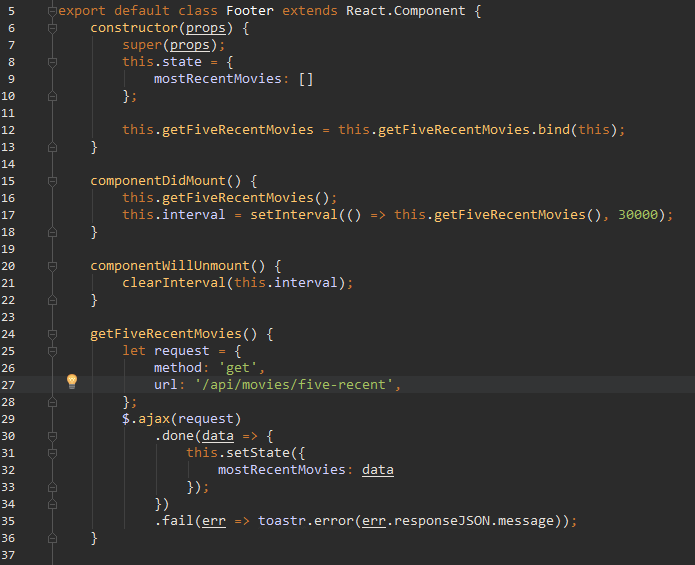 5 export default class Footer extends React.Component {
6     constructor(props) {
7         super(props);
8         this.state = {
9             mostRecentMovies: []
10         };
11
12         this.getFiveRecentMovies = this.getFiveRecentMovies.bind(this);
13     }
14
15     componentDidMount() {
16         this.getFiveRecentMovies();
17         this.interval = setInterval(() => this.getFiveRecentMovies(), 30000);
18     }
19
20     componentWillUnmount() {
21         clearInterval(this.interval);
22     }
23
24     getFiveRecentMovies() {
25         let request = {
26             method: 'get',
27             url: '/api/movies/five-recent',
28         };
29         $.ajax(request)
30             .done(data => {
31                 this.setState({
32                     mostRecentMovies: data
33                 });
34             })
35             .fail(err => toastr.error(err.responseJSON.message));
36     }
37